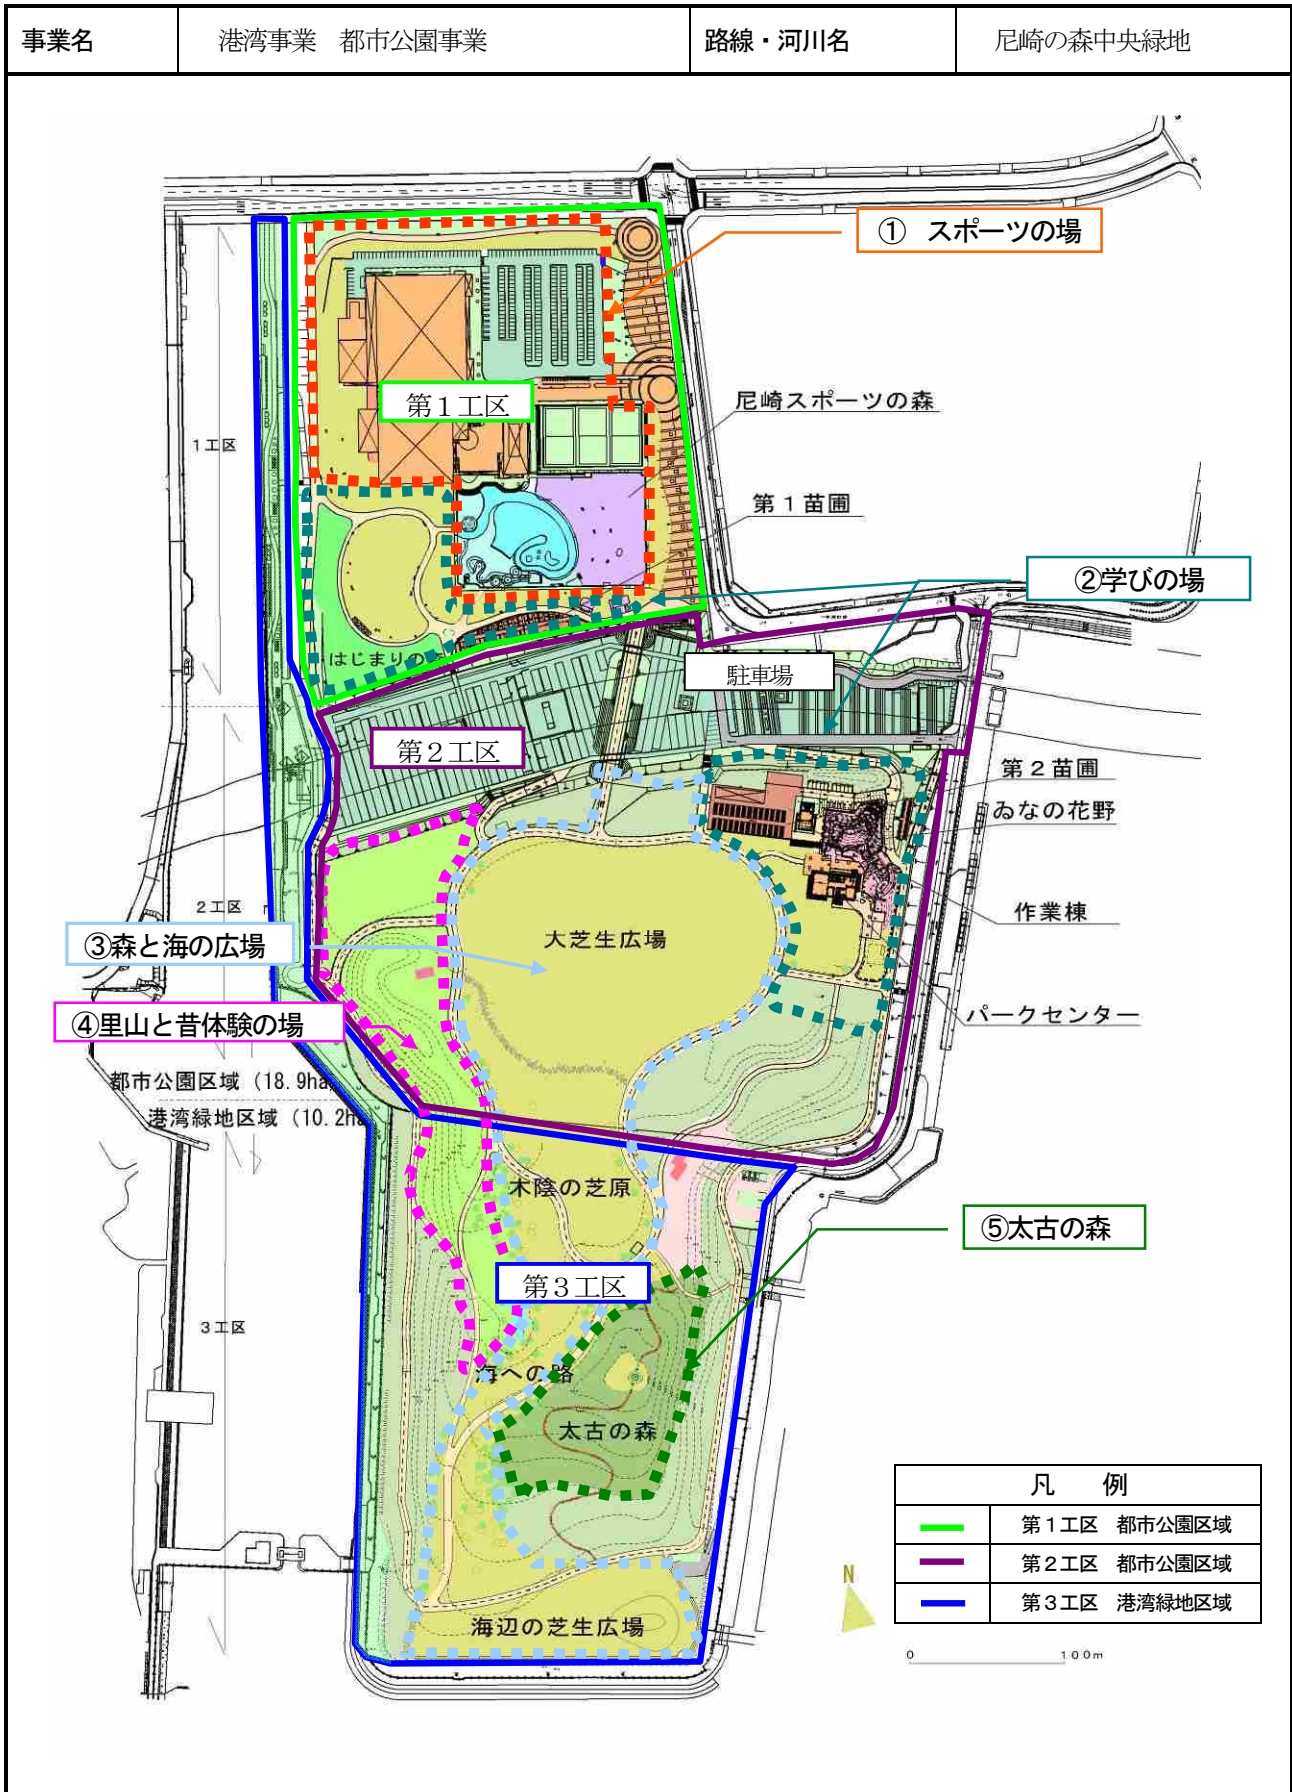 事業名
港湾事業　都市公園事業
路線・河川名
尼崎の森中央緑地
①　スポーツの場
第１工区
尼崎スポーツの森
１工区
第１苗圃
②学びの場
はじまりの
駐車場
第２工区
第２苗圃
ゐなの花野
２工区
作業棟
③森と海の広場
大芝生広場
④里山と昔体験の場
パークセンター
都市公園区域（18.9ha
港湾緑地区域（10.2ha
木陰の芝原
⑤太古の森
第３工区
３工区
海への路
太古の森
凡　例
第１工区　都市公園区域
第２工区　都市公園区域
第３工区　港湾緑地区域
N
海辺の芝生広場
0　100m